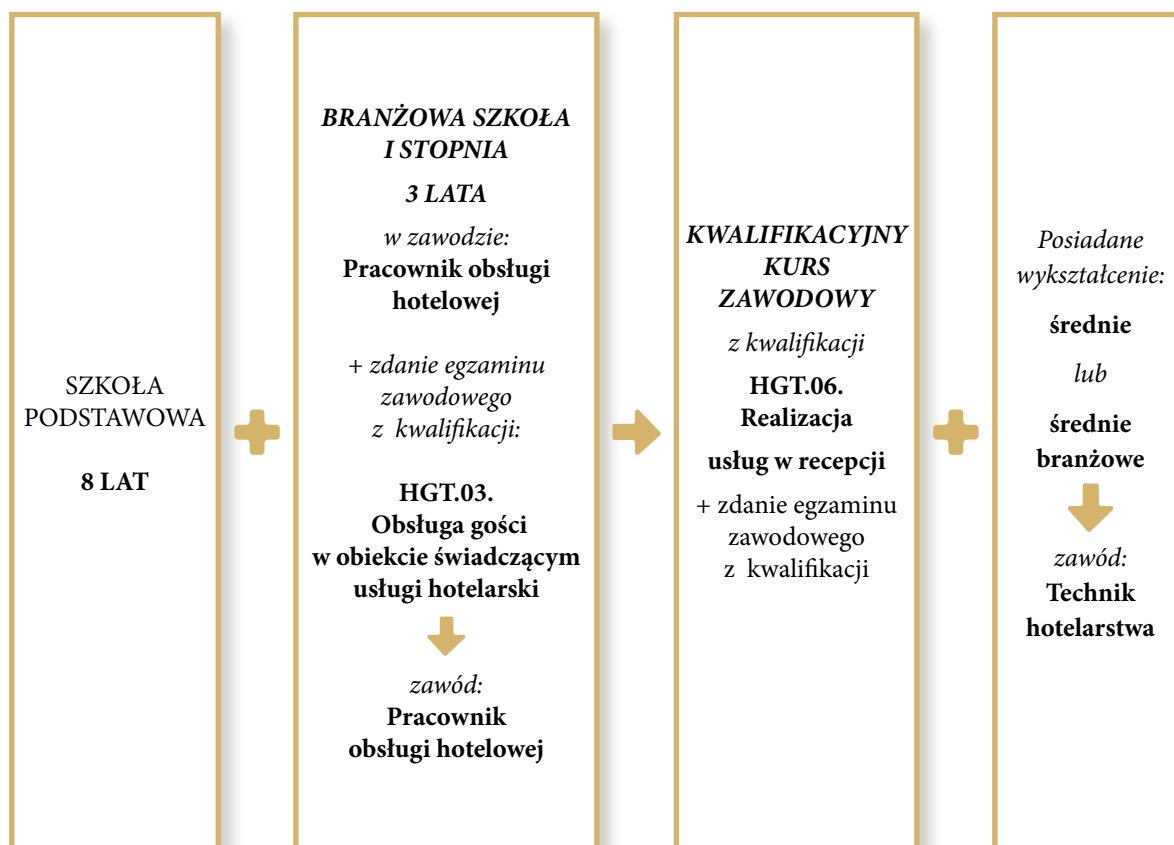 SZKOŁA
PODSTAWOWA
8 LAT
BRANŻOWA SZKOŁA
I STOPNIA
3 LATA
w zawodzie:
Pracownik obsługi
hotelowej
+ zdanie egzaminu
zawodowego
z kwalifikacji:
HGT.03.
Obsługa gości
w obiekcie świadczącym
usługi hotelarski
zawód:
Pracownik
obsługi hotelowej
KWALIFIKACYJNY
KURS
ZAWODOWY
z kwalifikacji
HGT.06.
Realizacja
usług w recepcji
+ zdanie egzaminu
zawodowego
z kwalifikacji
Posiadane
wykształcenie:
średnie
lub
średnie
branżowe
zawód:
Technik
hotelarstwa